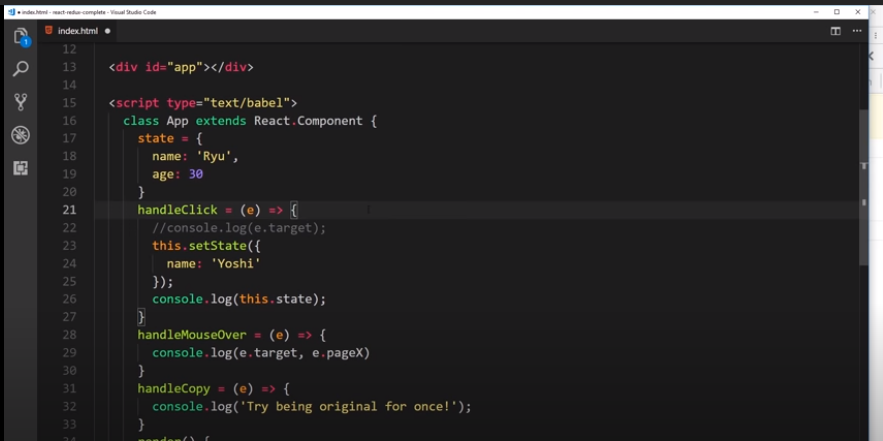 index.html - react-redux-complete - Visual Studio Code
index.html
1
12
13 <div id="app"></div>
14
15 <script type="text/babel">
16 class App extends React.Component {
17 state = {
18 name: 'Ryu',
19 age: 30
20 }
21 handleClick = (e) => {
22 //console.log(e.target);
23 this.setState({
24 name: 'Yoshi'
25 });
26 console.log(this.state);
27 }
28 handleMouseOver = (e) => {
29 console.log(e.target, e.pageX)
30 }
31 handleCopy = (e) => {
32 console.log('Try being original for once!');
33 }
34 render() {